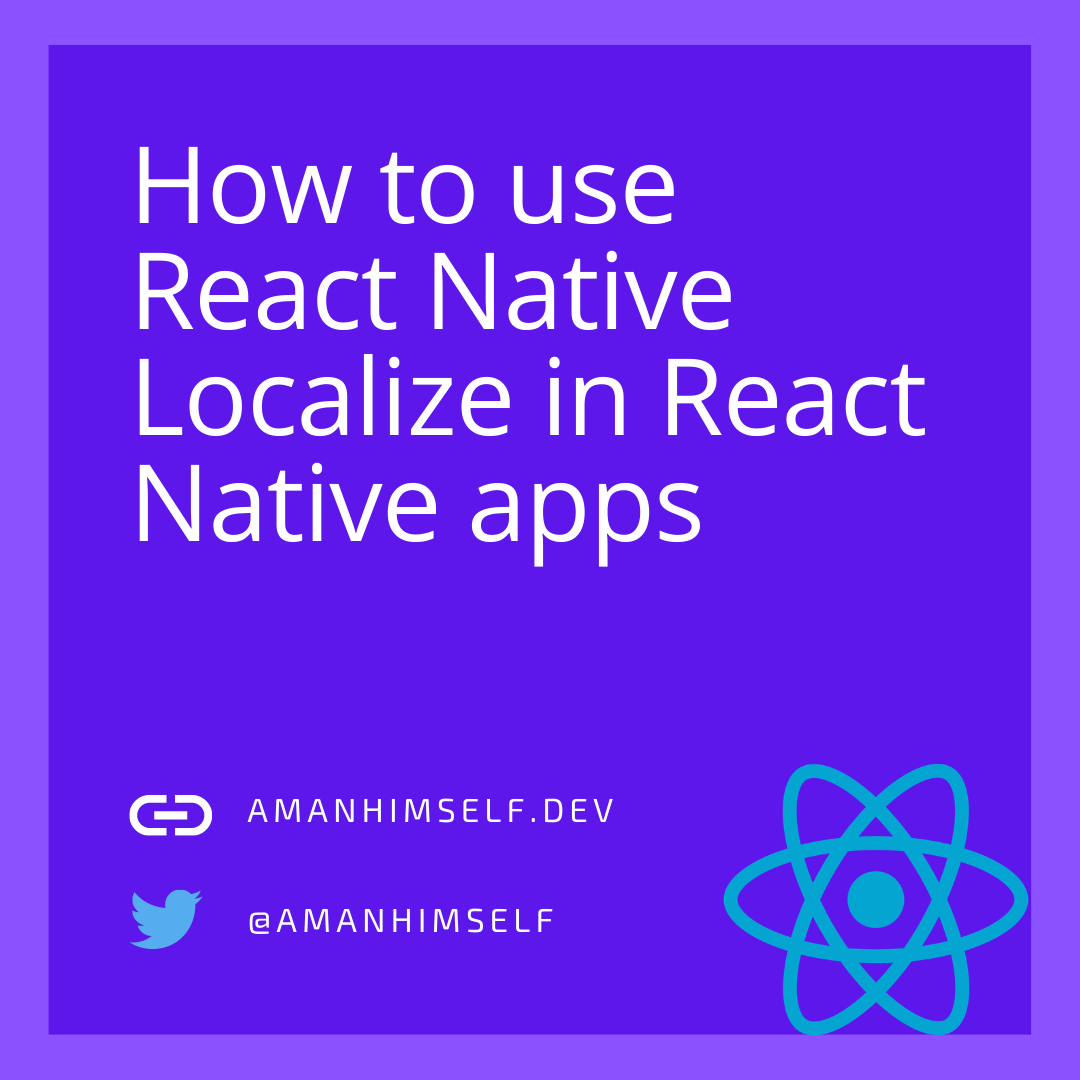 How to use
React Native
Localize in React
Native apps
AMANHIMSELF.DEV
@AMANHIMSELF